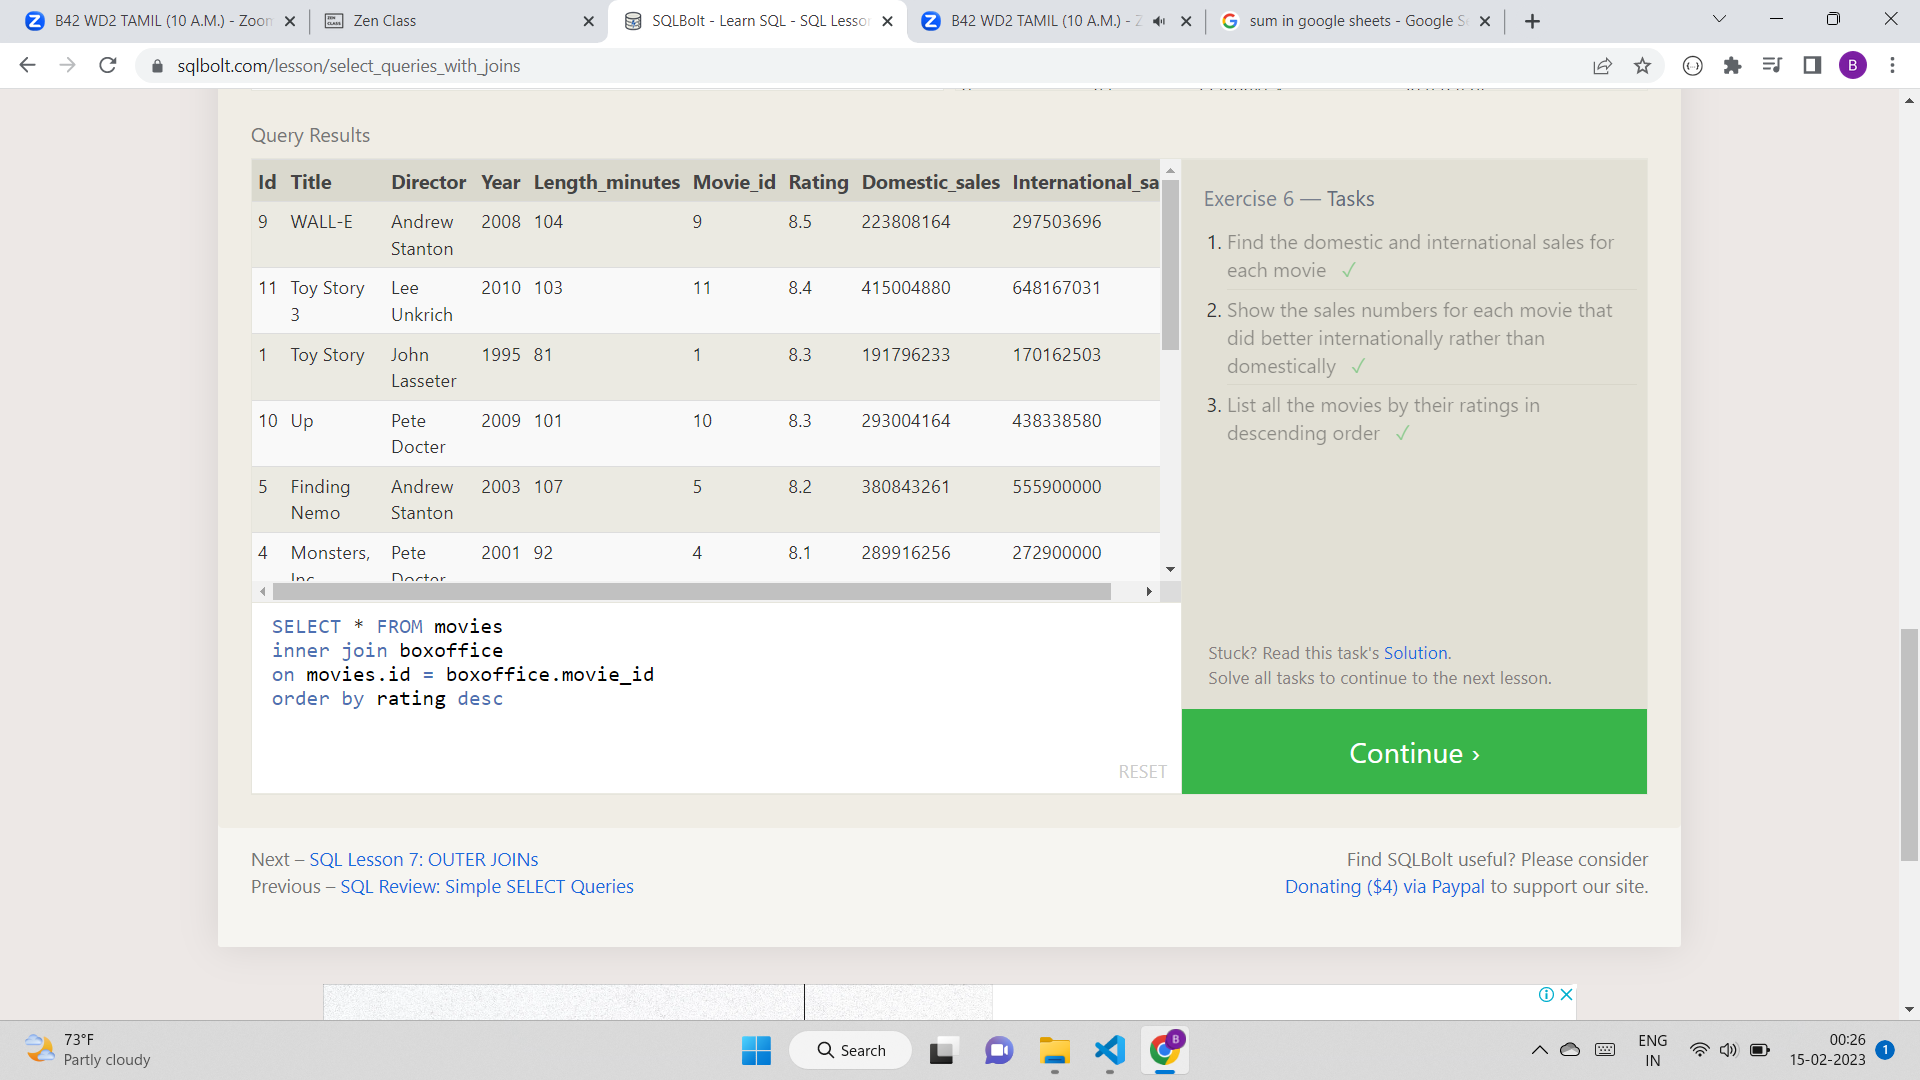 B42 WD2 TAMIL (10 A.M.) - Zoom
Zen Class
SQLBolt - Learn SQL - SQL Lesson
B42 WD2 TAMIL (10 A.M.) - Z
sum in google sheets - Google Se
sqlbolt.com/lesson/select_queries_with_joins
B
Query Results
Id Title Director Year Length_minutes Movie_id Rating Domestic_sales International_sa
9 WALL-E Andrew Stanton 2008 104 9 8.5 223808164 297503696
11 Toy Story 3 Lee Unkrich 2010 103 11 8.4 415004880 648167031
1 Toy Story John Lasseter 1995 81 1 8.3 191796233 170162503
10 Up Pete Docter 2009 101 10 8.3 293004164 438338580
5 Finding Nemo Andrew Stanton 2003 107 5 8.2 380843261 555900000
4 Monsters, Inc. Pete Docter 2001 92 4 8.1 289916256 272900000
SELECT * FROM movies
inner join boxoffice
on movies.id = boxoffice.movie_id
order by rating desc
RESET
Exercise 6 — Tasks
1. Find the domestic and international sales for
each movie ✓
2. Show the sales numbers for each movie that
did better internationally rather than
domestically ✓
3. List all the movies by their ratings in
descending order ✓
Stuck? Read this task's Solution.
Solve all tasks to continue to the next lesson.
Continue ›
Next – SQL Lesson 7: OUTER JOINs
Previous – SQL Review: Simple SELECT Queries
Find SQLBolt useful? Please consider
Donating ($4) via Paypal to support our site.
73°F
Partly cloudy
Search
B
ENG
IN
00:26
15-02-2023
1